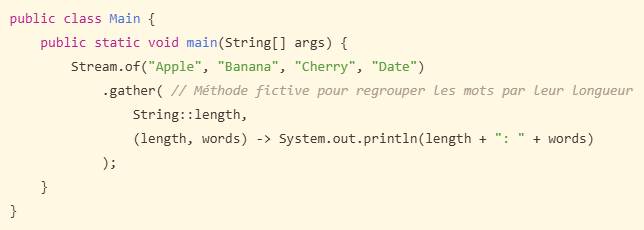 public class Main {
    public static void main(String[] args) {
        Stream.of("Apple", "Banana", "Cherry", "Date")
            .gather( // Méthode fictive pour regrouper les mots par leur longueur
                String::length,
                (length, words) -> System.out.println(length + ": " + words)
            );
    }
}